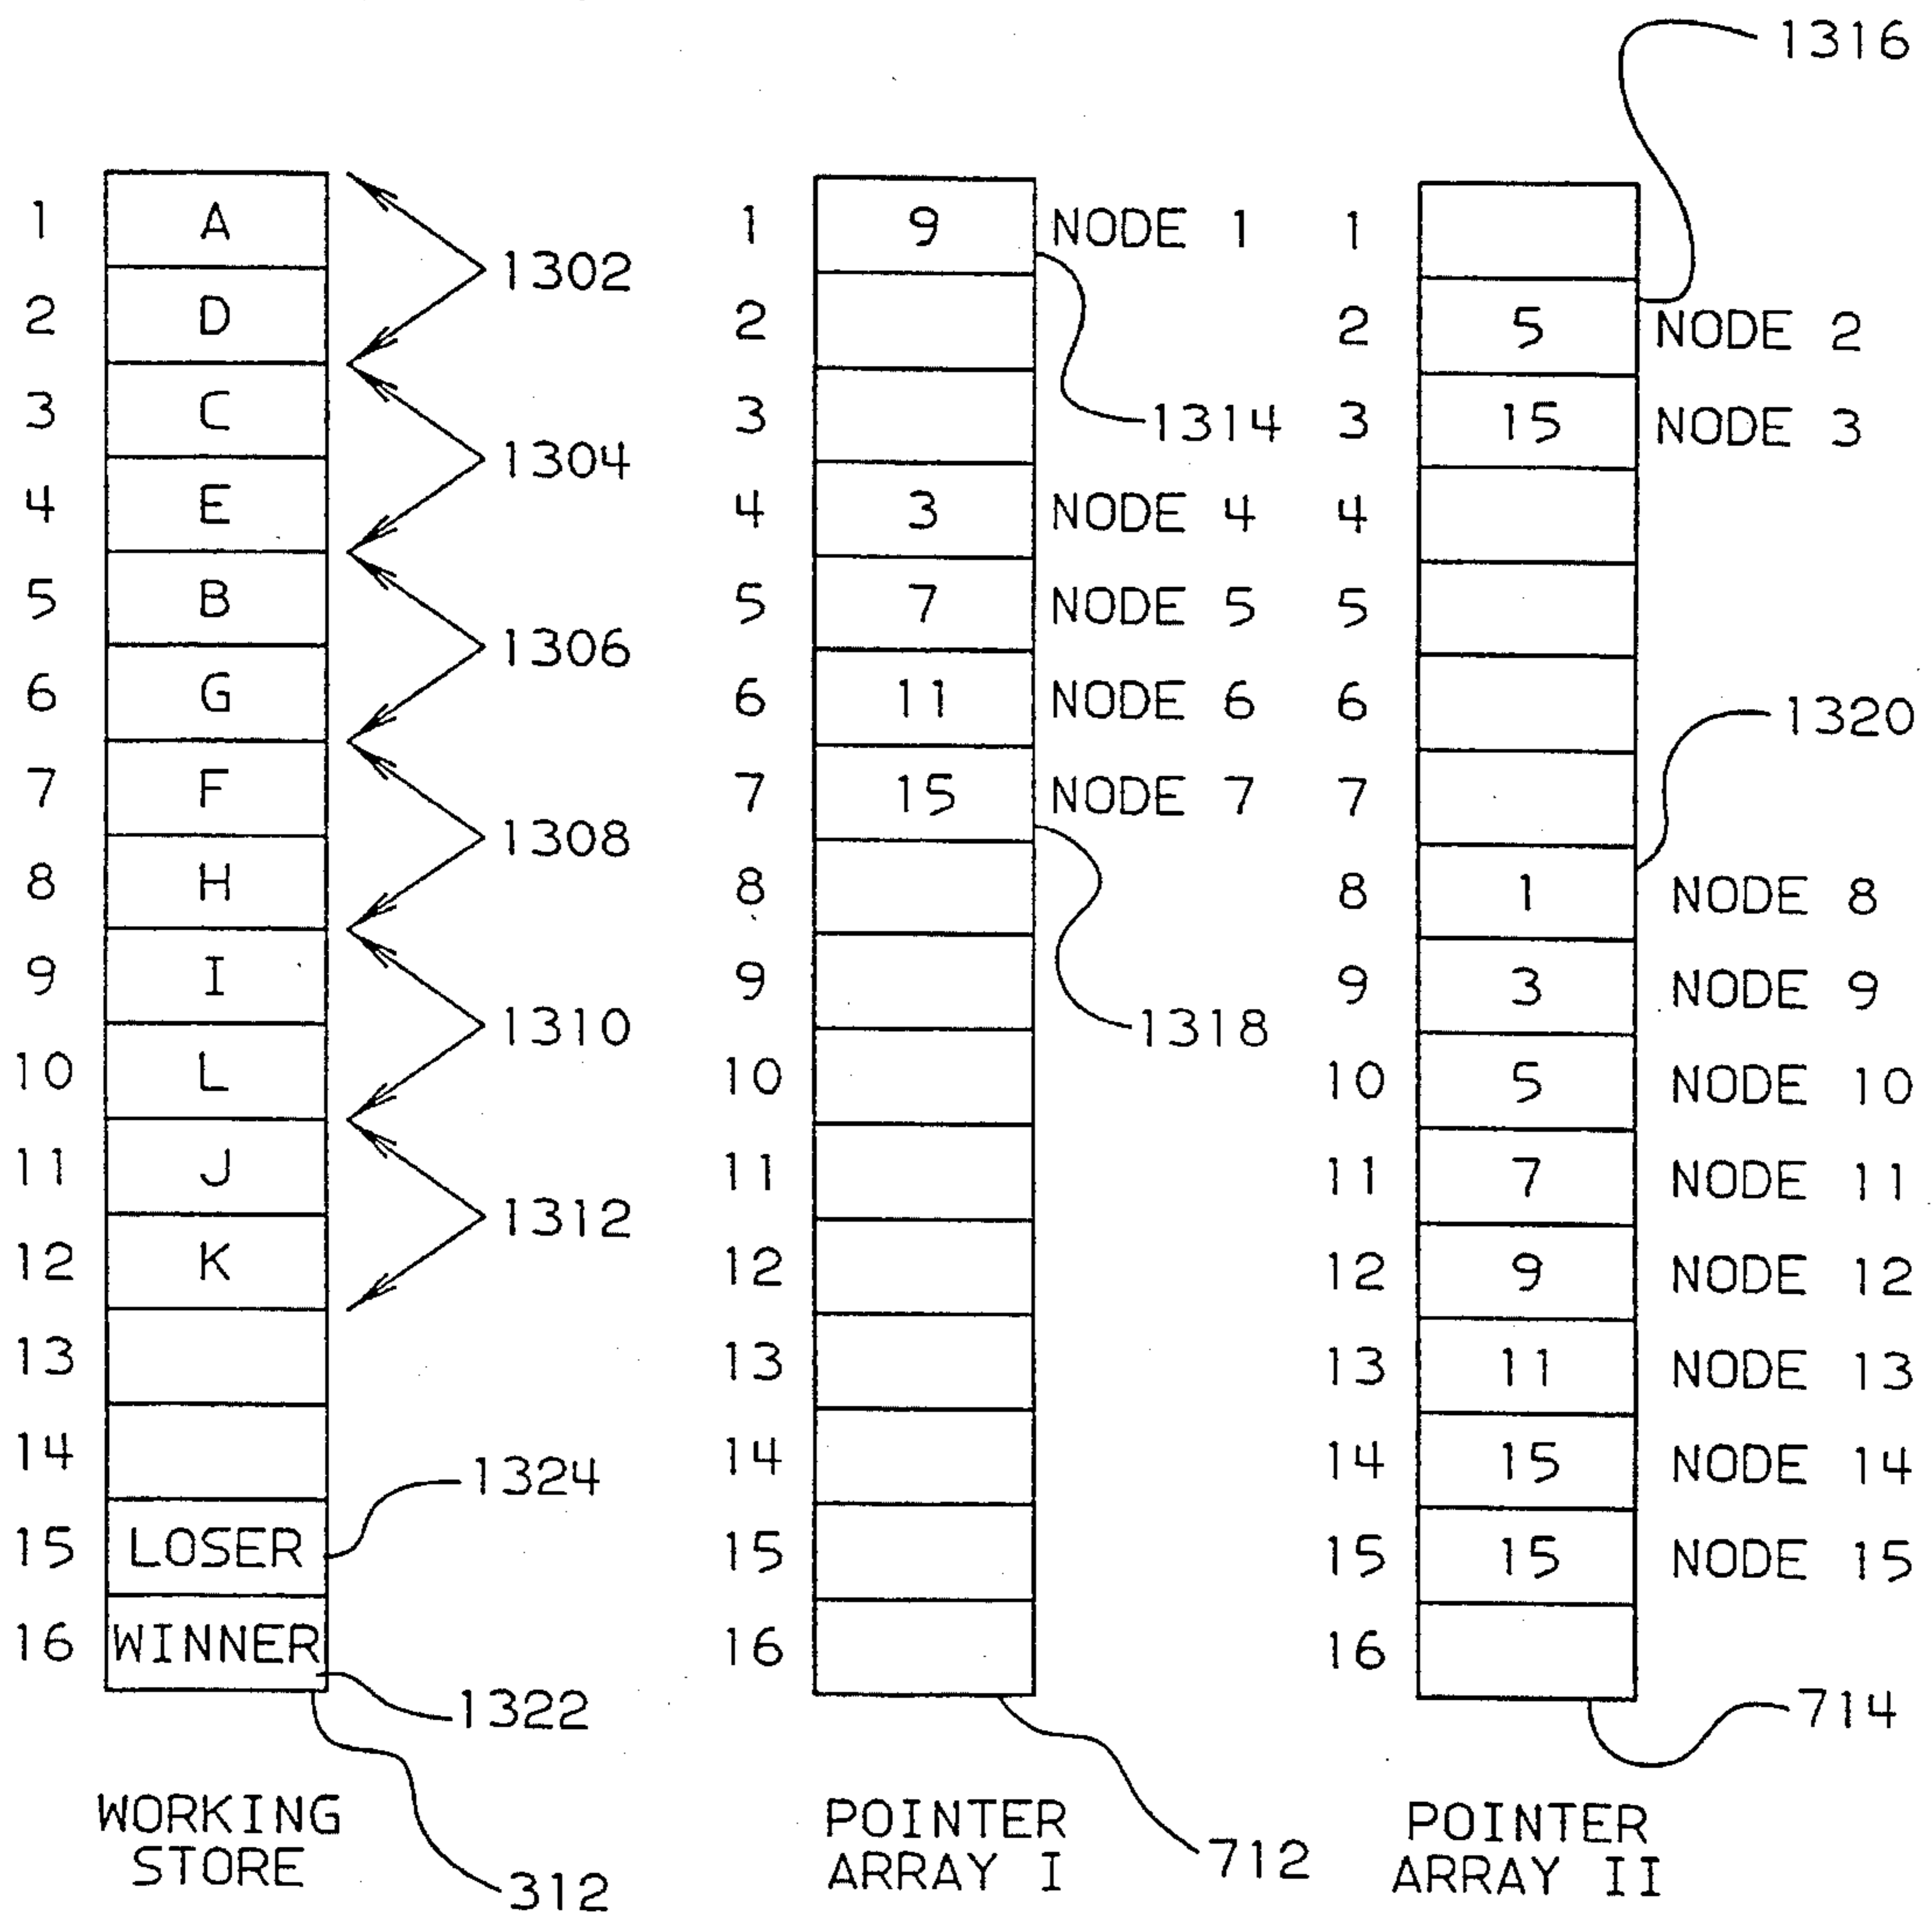 1316
1 A 1 9 NODE 1 1
1302
2 D 2 2 5 NODE 2
3 C 3 1314 3 15 NODE 3
1304
4 E 4 3 NODE 4 4
5 B 5 7 NODE 5 5
1306
6 G 6 11 NODE 6 6
1320
7 F 7 15 NODE 7 7
1308
8 H 8 8 1 NODE 8
9 I 9 9 3 NODE 9
1310 1318
10 L 10 10 5 NODE 10
11 J 11 11 7 NODE 11
1312
12 K 12 12 9 NODE 12
13 13 13 11 NODE 13
14 14 14 15 NODE 14
1324
15 LOSER 15 15 15 NODE 15
16 WINNER 16 16
1322 714
WORKING POINTER POINTER
STORE ARRAY I ARRAY II
312 712